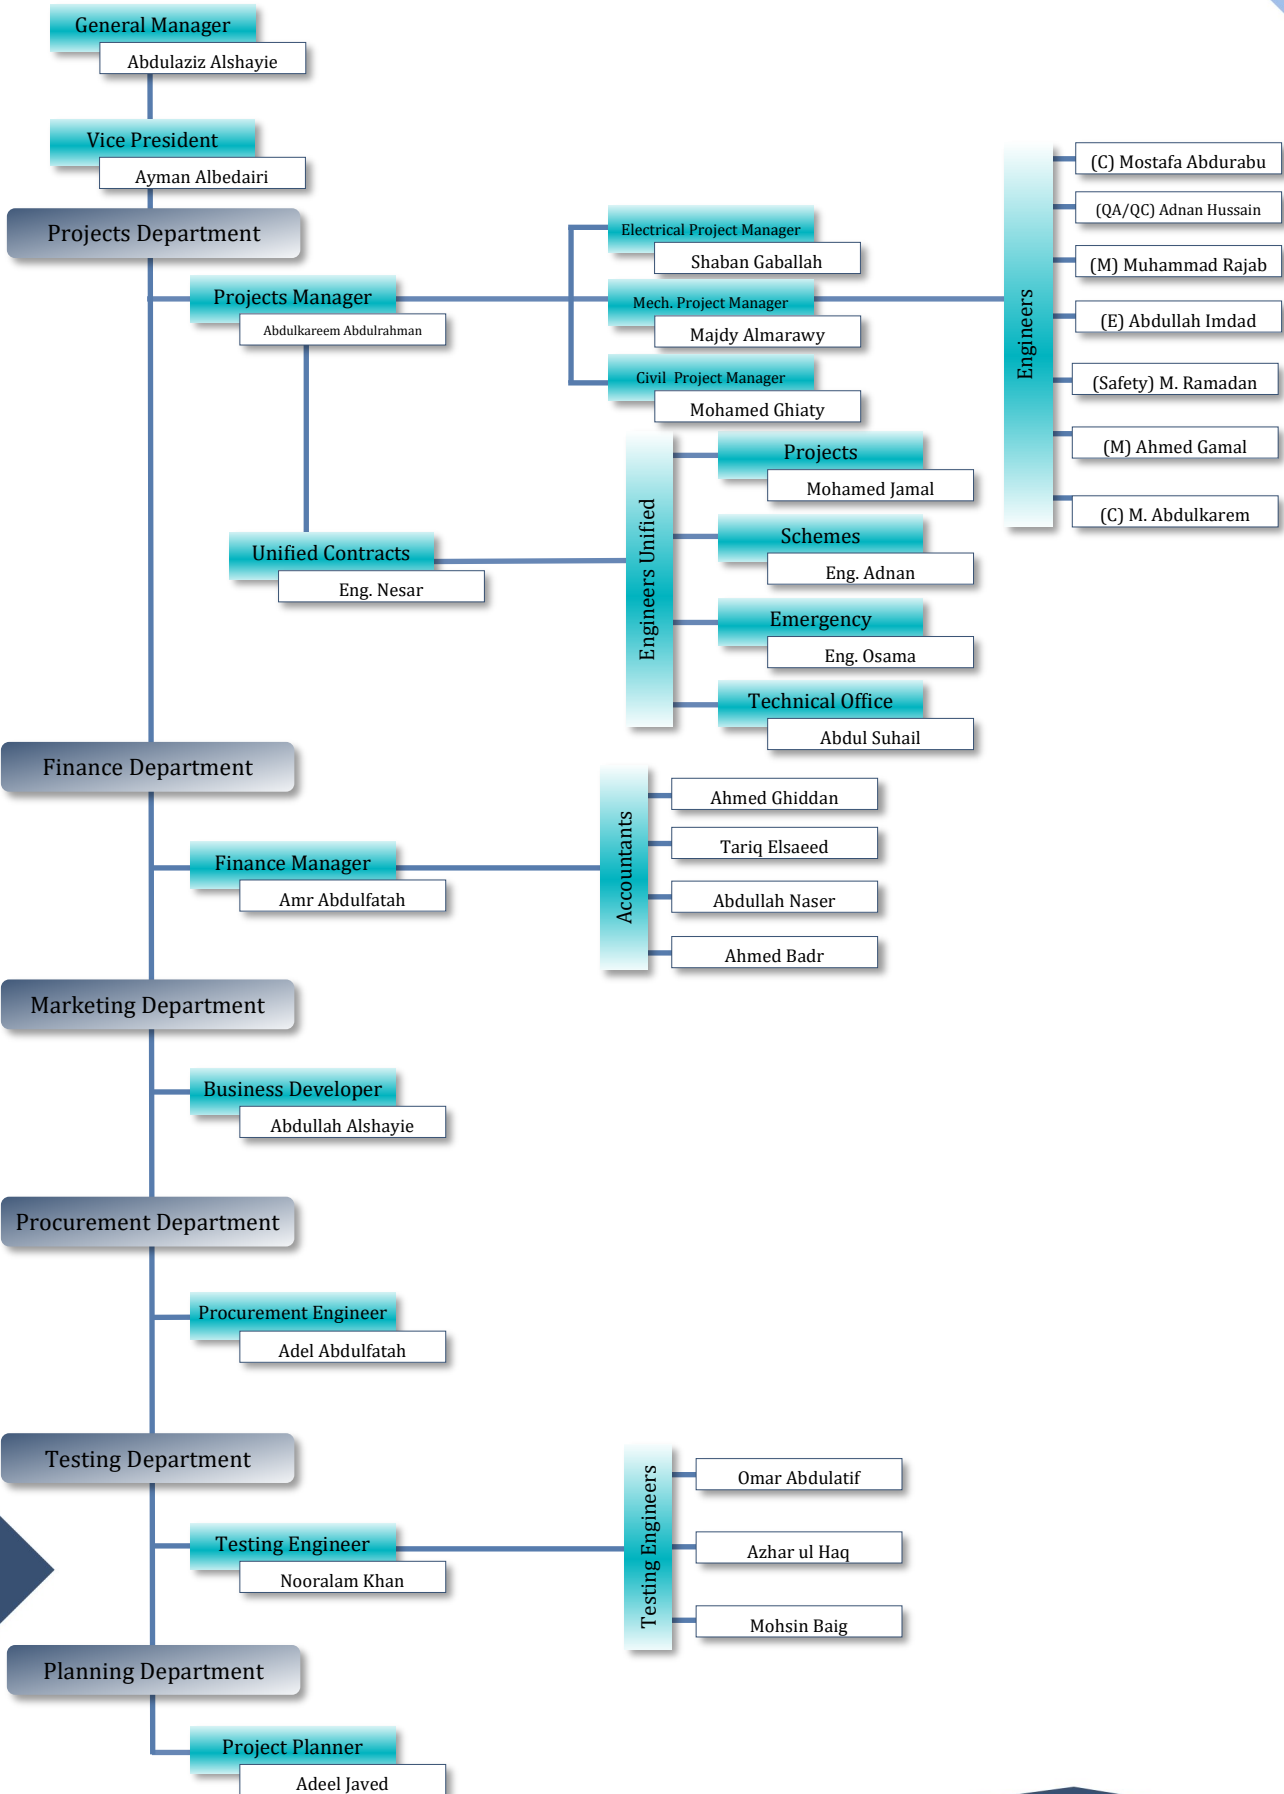 General Manager
Abdulaziz Alshayie
Vice President
Ayman Albedairi
Projects Department
Projects Manager
Abdulkareem Abdulrahman
Electrical Project Manager
Shaban Gaballah
Mech. Project Manager
Majdy Almarawy
Civil Project Manager
Mohamed Ghiaty
Engineers
(C) Mostafa Abdurabu
(QA/QC) Adnan Hussain
(M) Muhammad Rajab
(E) Abdullah Imdad
(Safety) M. Ramadan
(M) Ahmed Gamal
(C) M. Abdulkarem
Unified Contracts
Eng. Nesar
Engineers Unified
Projects
Mohamed Jamal
Schemes
Eng. Adnan
Emergency
Eng. Osama
Technical Office
Abdul Suhail
Finance Department
Finance Manager
Amr Abdulfatah
Accountants
Ahmed Ghiddan
Tariq Elsaeed
Abdullah Naser
Ahmed Badr
Marketing Department
Business Developer
Abdullah Alshayie
Procurement Department
Procurement Engineer
Adel Abdulfatah
Testing Department
Testing Engineer
Nooralam Khan
Testing Engineers
Omar Abdulatif
Azhar ul Haq
Mohsin Baig
Planning Department
Project Planner
Adeel Javed